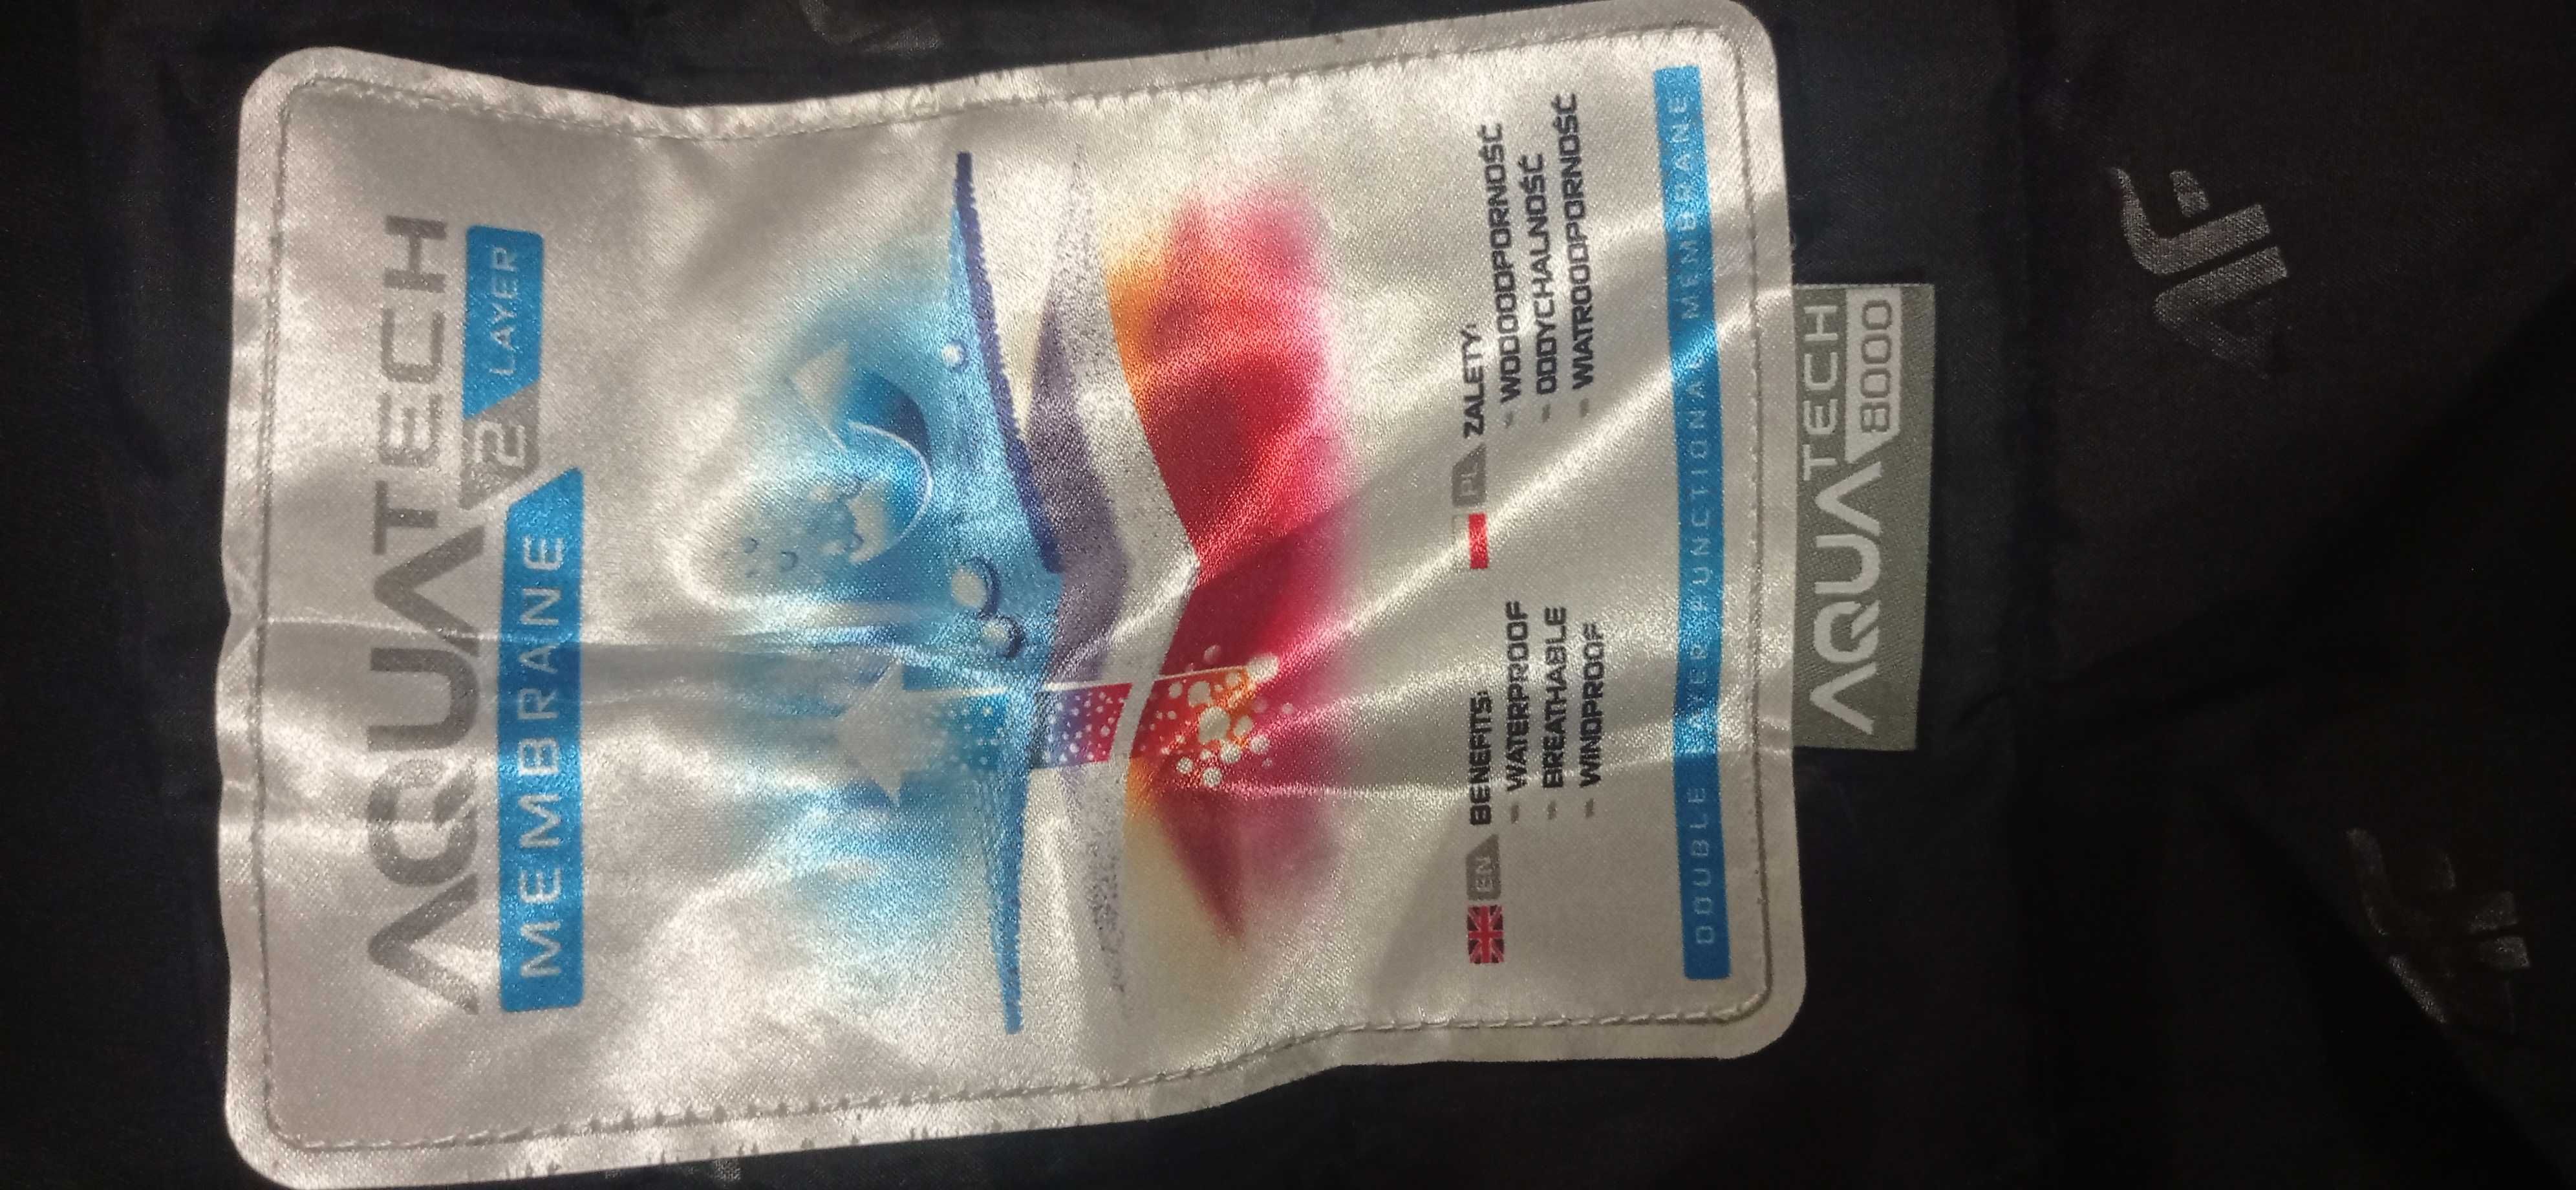 AQUATECH
MEMBRANE 2 LAYER
EN BENEFITS:
- WATERPROOF
- BREATHABLE
- WINDPROOF
PL ZALETY:
- WODOODPORNOŚĆ
- ODDYCHALNOŚĆ
- WIATROODPORNOŚĆ
DOUBLE LAYER FUNCTIONAL MEMBRANE
AQUATECH
8000